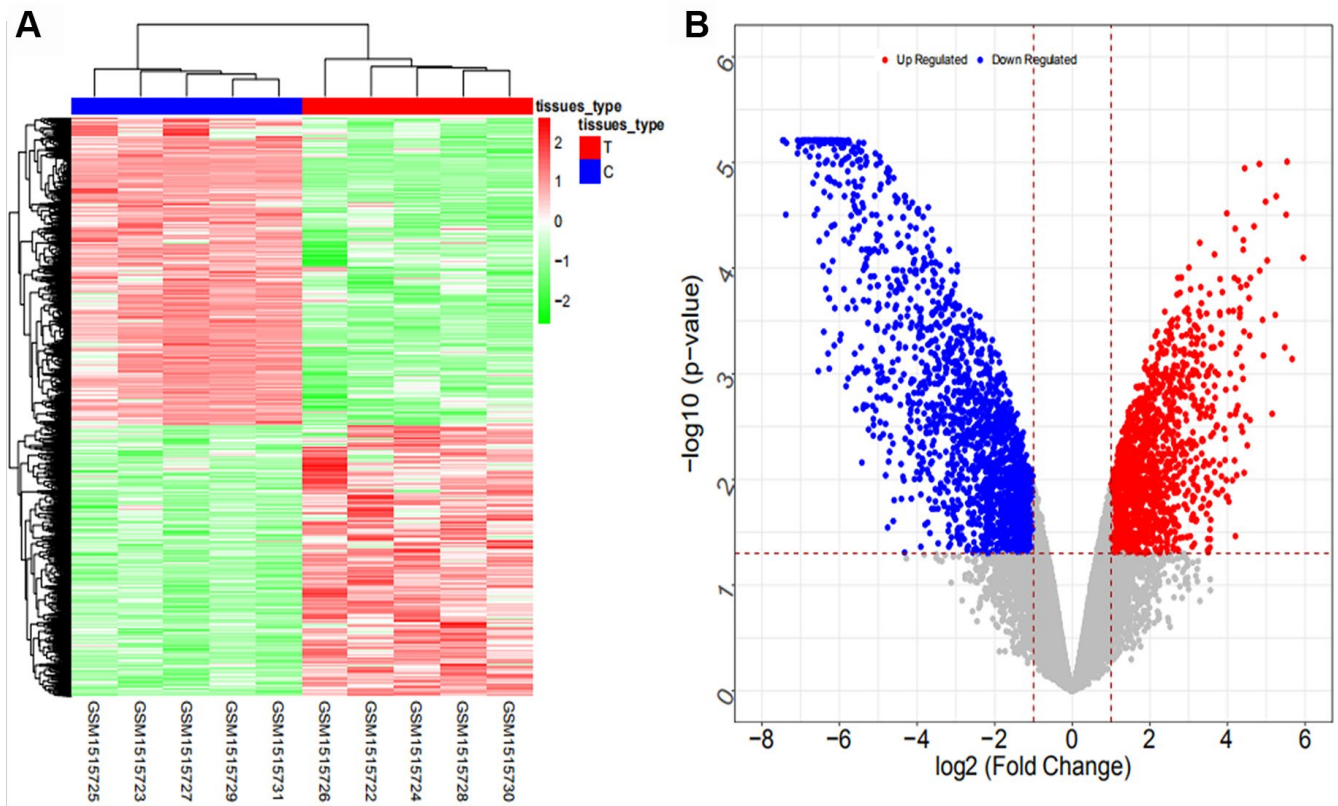 A
tissues_type
tissues_type
T
C
2
1
0
−1
−2
GSM1515725
GSM1515723
GSM1515727
GSM1515729
GSM1515731
GSM1515726
GSM1515722
GSM1515724
GSM1515728
GSM1515730
B
Up Regulated Down Regulated
6
5
4
3
2
1
0
−log10 (p−value)
−8 −6 −4 −2 0 2 4 6
log2 (Fold Change)